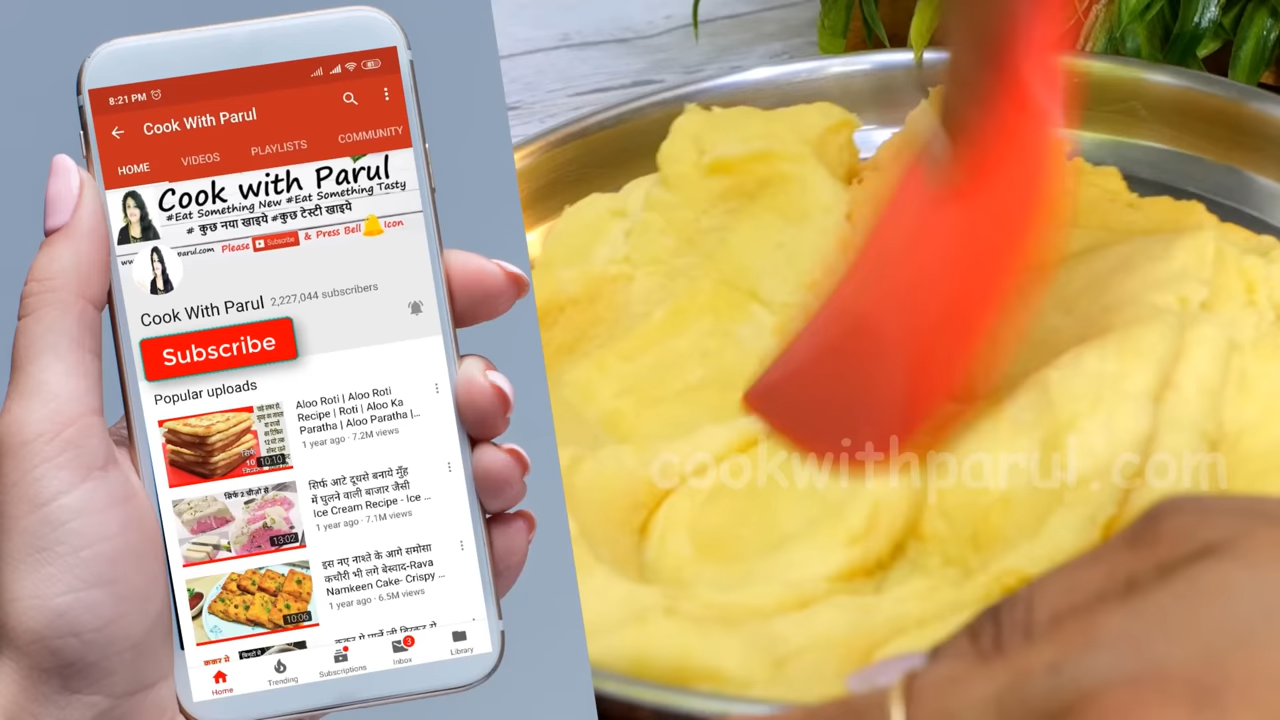 8:21 PM
81
Cook With Parul
HOME VIDEOS PLAYLISTS COMMUNITY
Cook with Parul
#Eat Something New #Eat Something Tasty
# कुछ नया खाइये #कुछ टेस्टी खाइये
parul.com Please Subscribe & Press Bell Icon
Cook With Parul 2,227,044 subscribers
Subscribe
Popular uploads
Aloo Roti | Aloo Roti
Recipe | Roti | Aloo Ka
Paratha | Aloo Paratha |...
1 year ago · 7.2M views
10:10
सिर्फ आटे दूधसे बनाये मुँह
में घुलने वाली बाजार जैसी
Ice Cream Recipe - Ice ...
1 year ago · 7.1M views
सिर्फ 2 चीज़ो से
13:02
इस नए नाश्ते के आगे समोसा
कचौरी भी लगे बेस्वाद-Rava
Namkeen Cake- Crispy ...
1 year ago · 6.5M views
10:06
3
Home Trending Subscriptions Inbox Library
cookwithparul.com